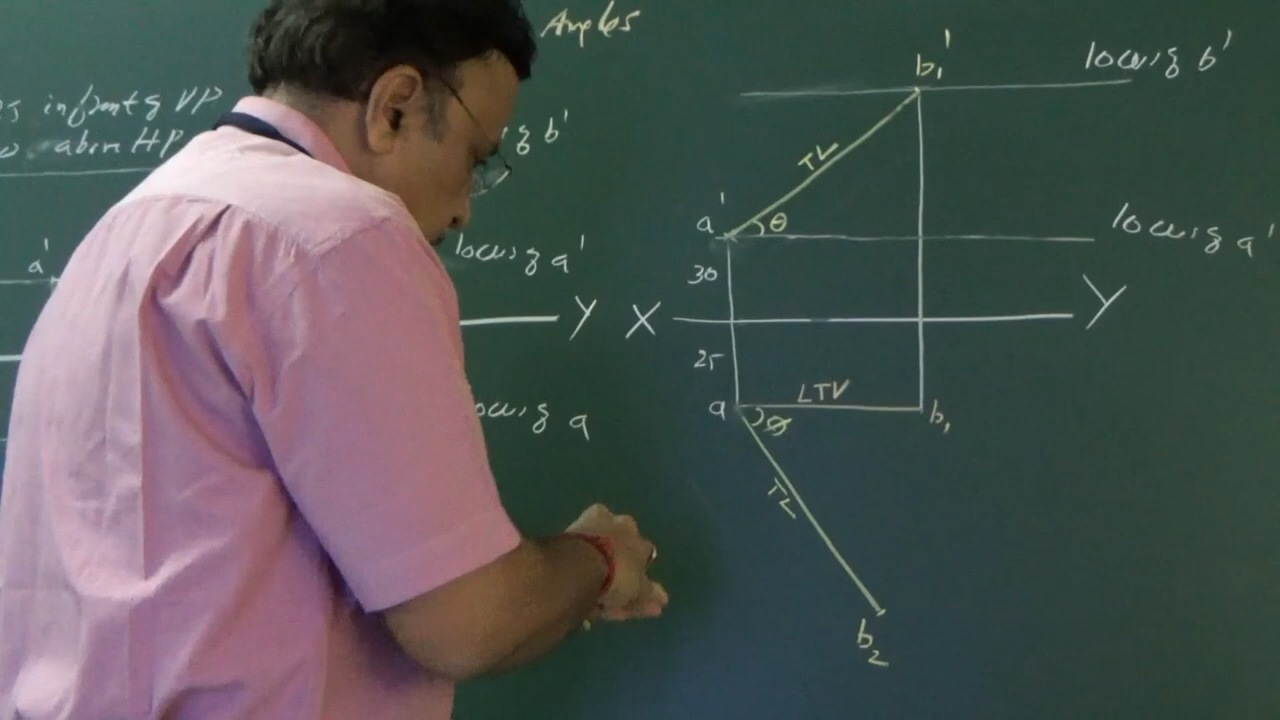 Angles
infront of VP
above HP
of b'
a'
locus of a'
Y
locus of a
b₁'
locus of b'
TV
a'
θ
locus of a'
30
X
Y
25
LTV
a
b₁
Ø
TL
b₂